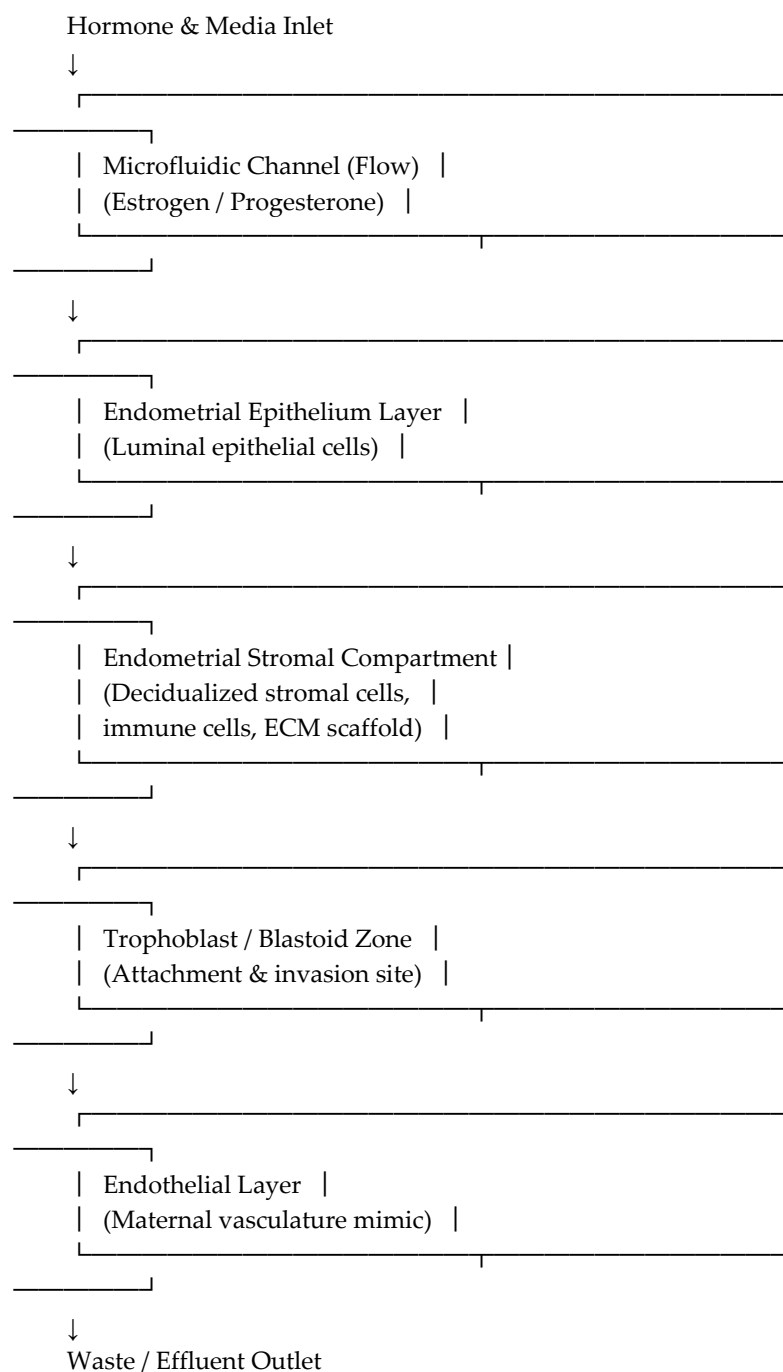 Hormone & Media Inlet
↓
┌────────────────────────────
──────┐
│ Microfluidic Channel (Flow) │
│ (Estrogen / Progesterone) │
└────────────────┬────────────
──────┘
↓
┌────────────────────────────
──────┐
│ Endometrial Epithelium Layer │
│ (Luminal epithelial cells) │
└────────────────┬────────────
──────┘
↓
┌────────────────────────────
──────┐
│ Endometrial Stromal Compartment│
│ (Decidualized stromal cells, │
│ immune cells, ECM scaffold) │
└────────────────┬────────────
──────┘
↓
┌────────────────────────────
──────┐
│ Trophoblast / Blastoid Zone │
│ (Attachment & invasion site) │
└────────────────┬────────────
──────┘
↓
┌────────────────────────────
──────┐
│ Endothelial Layer │
│ (Maternal vasculature mimic) │
└────────────────┬────────────
──────┘
↓
Waste / Effluent Outlet